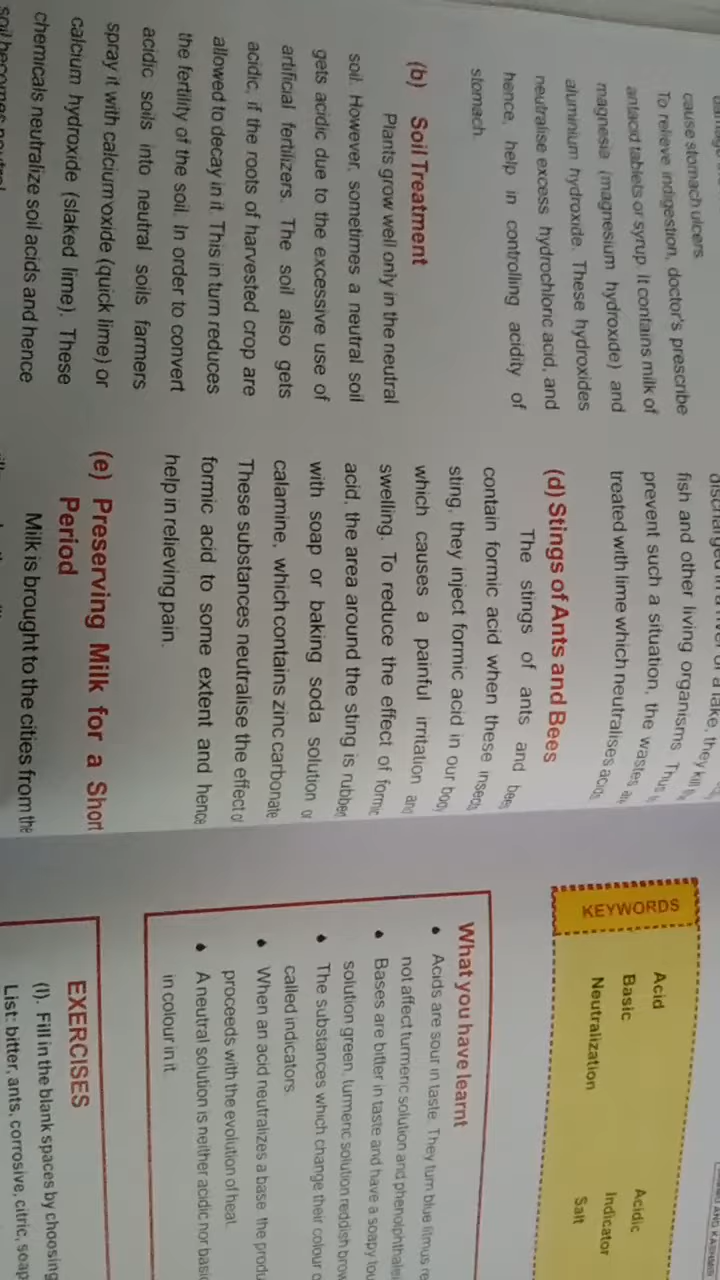 cause stomach ulcers.
To relieve indigestion, doctor's prescribe
antacid tablets or syrup. It contains milk of
magnesia (magnesium hydroxide) and
aluminium hydroxide. These hydroxides
neutralise excess hydrochloric acid, and
hence, help in controlling acidity of
stomach.
(b) Soil Treatment
Plants grow well only in the neutral
soil. However, sometimes a neutral soil
gets acidic due to the excessive use of
artificial fertilizers. The soil also gets
acidic, if the roots of harvested crop are
allowed to decay in it. This in turn reduces
the fertility of the soil. In order to convert
acidic soils into neutral soils farmers
spray it with calcium oxide (quick lime) or
calcium hydroxide (slaked lime). These
chemicals neutralize soil acids and hence
a lake, they kill
fish and other living organisms. Thus
prevent such a situation, the wastes
treated with lime which neutralises acids
(d) Stings of Ants and Bees
The stings of ants and bee
contain formic acid when these insects
sting, they inject formic acid in our body
which causes a painful irritation and
swelling. To reduce the effect of formic
acid, the area around the sting is rubbed
with soap or baking soda solution or
calamine, which contains zinc carbonate
These substances neutralise the effect of
formic acid to some extent and hence
help in relieving pain.
(e) Preserving Milk for a Short
Period
Milk is brought to the cities from the
KEYWORDS
Acid Acidic
Basic Indicator
Neutralization Salt
What you have learnt
• Acids are sour in taste. They turn blue litmus re
not affect turmeric solution and phenolphthalei
• Bases are bitter in taste and have a soapy tou
solution green, turmeric solution reddish brow
• The substances which change their colour
called indicators.
• When an acid neutralizes a base the produ
proceeds with the evolution of heat.
• A neutral solution is neither acidic nor basic
in colour in it.
EXERCISES
(I). Fill in the blank spaces by choosing
List: bitter, ants, corrosive, citric, soap